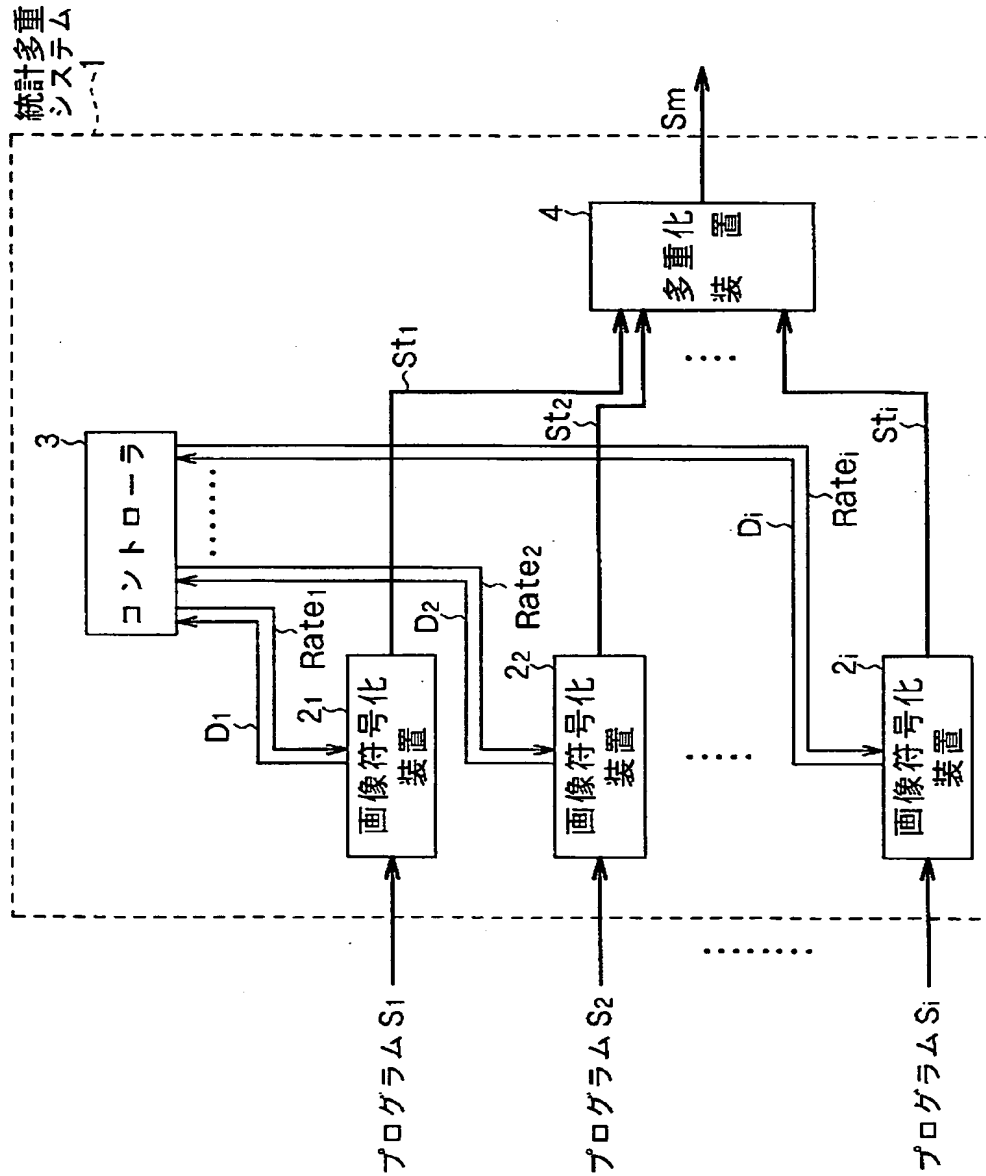 統計多重
システム
1
3
コントローラ
D1
Rate1
D2
Rate2
Di
Ratei
プログラムS1
21
画像符号化
装置
St1
プログラムS2
22
画像符号化
装置
St2
プログラムSi
2i
画像符号化
装置
Sti
4
多重化
装置
Sm